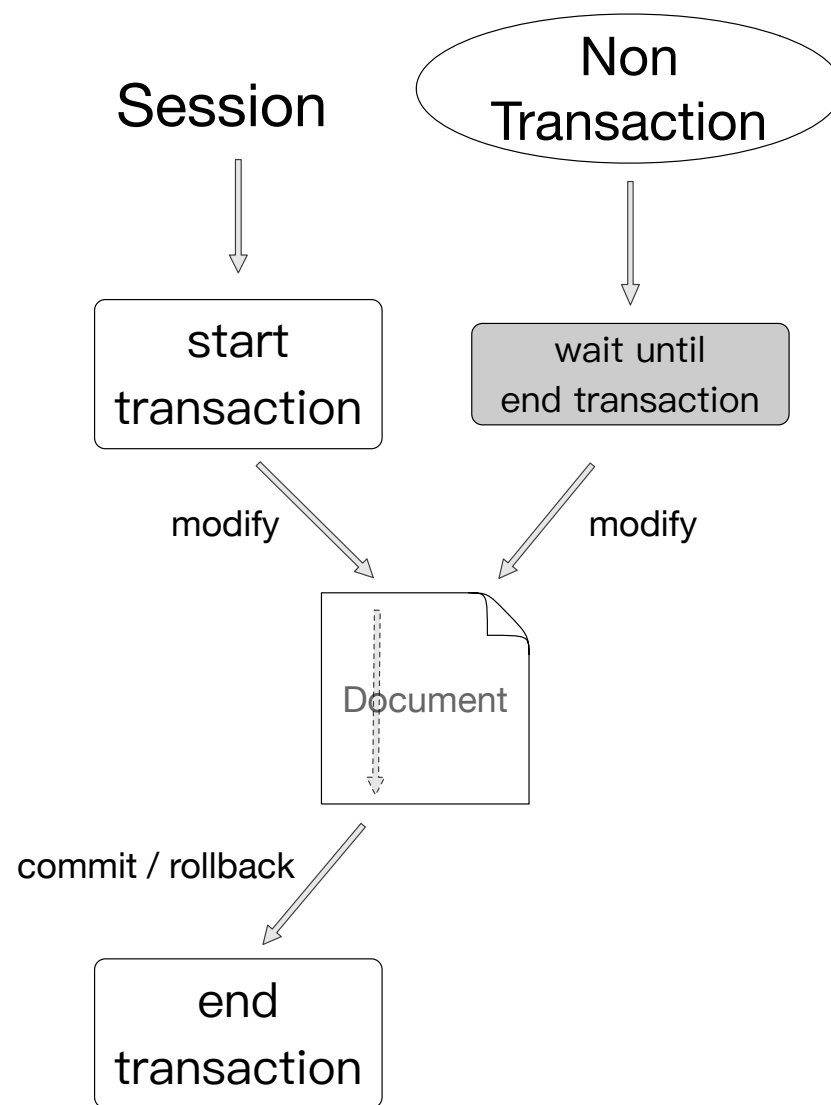 Session
Non
Transaction
start
transaction
wait until
end transaction
modify
modify
Document
commit / rollback
end
transaction